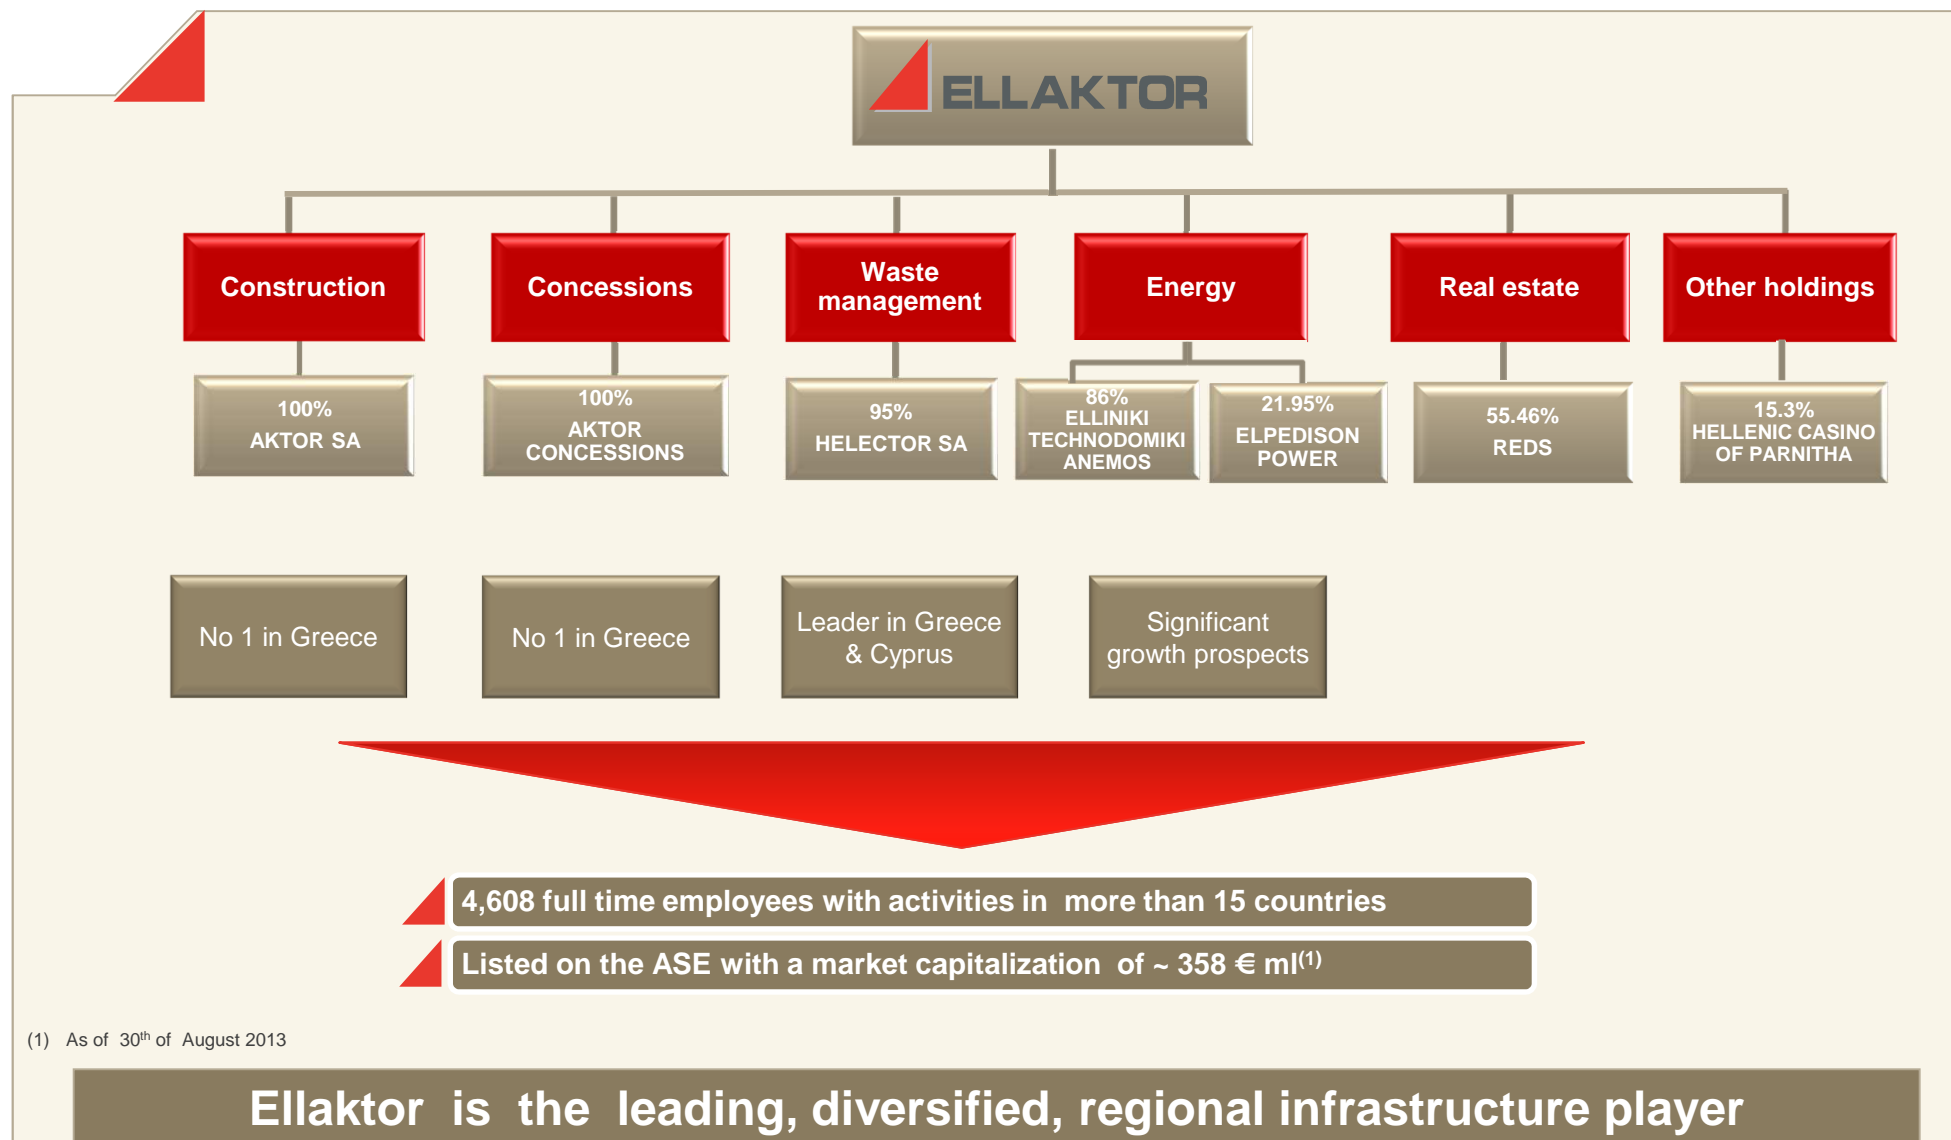 ELLAKTOR
Construction
Concessions
Waste
management
Energy
Real estate
Other holdings
100%
AKTOR SA
100%
AKTOR
CONCESSIONS
95%
HELECTOR SA
86%
ELLINIKI
TECHNODOMIKI
ANEMOS
21.95%
ELPEDISON
POWER
55.46%
REDS
15.3%
HELLENIC CASINO
OF PARNITHA
No 1 in Greece
No 1 in Greece
Leader in Greece
& Cyprus
Significant
growth prospects
4,608 full time employees with activities in more than 15 countries
Listed on the ASE with a market capitalization of ~ 358 € ml(1)
(1) As of 30th of August 2013
Ellaktor is the leading, diversified, regional infrastructure player